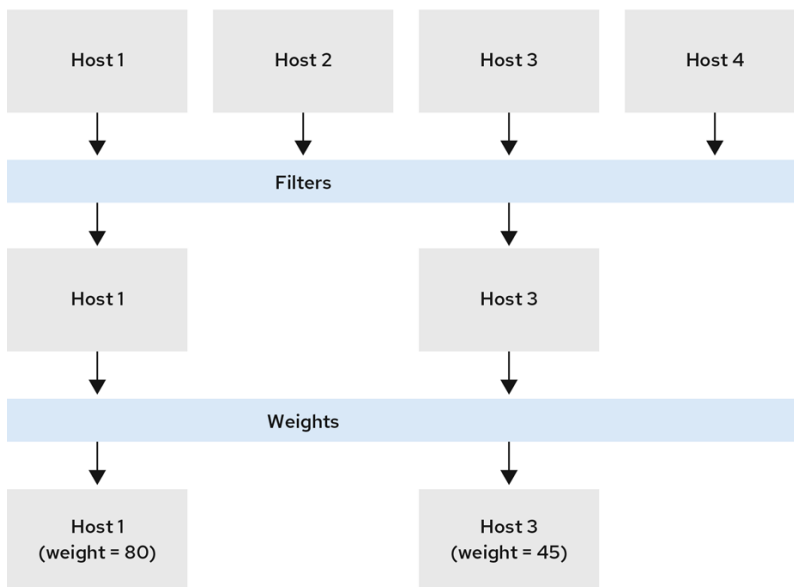 Host 1
Host 2
Host 3
Host 4
Filters
Host 1
Host 3
Weights
Host 1
(weight = 80)
Host 3
(weight = 45)